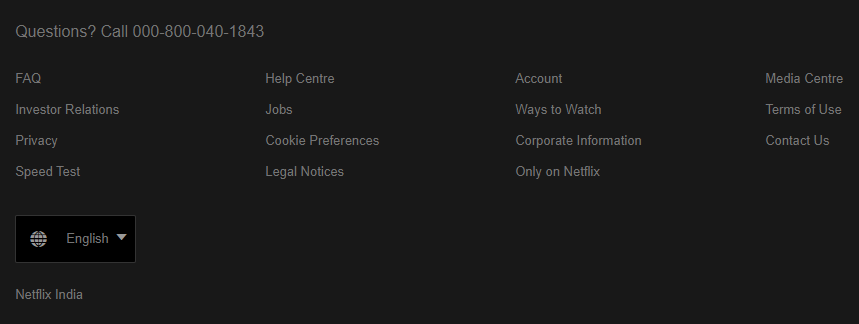 Questions? Call 000-800-040-1843
FAQ Help Centre Account Media Centre
Investor Relations Jobs Ways to Watch Terms of Use
Privacy Cookie Preferences Corporate Information Contact Us
Speed Test Legal Notices Only on Netflix
English
Netflix India